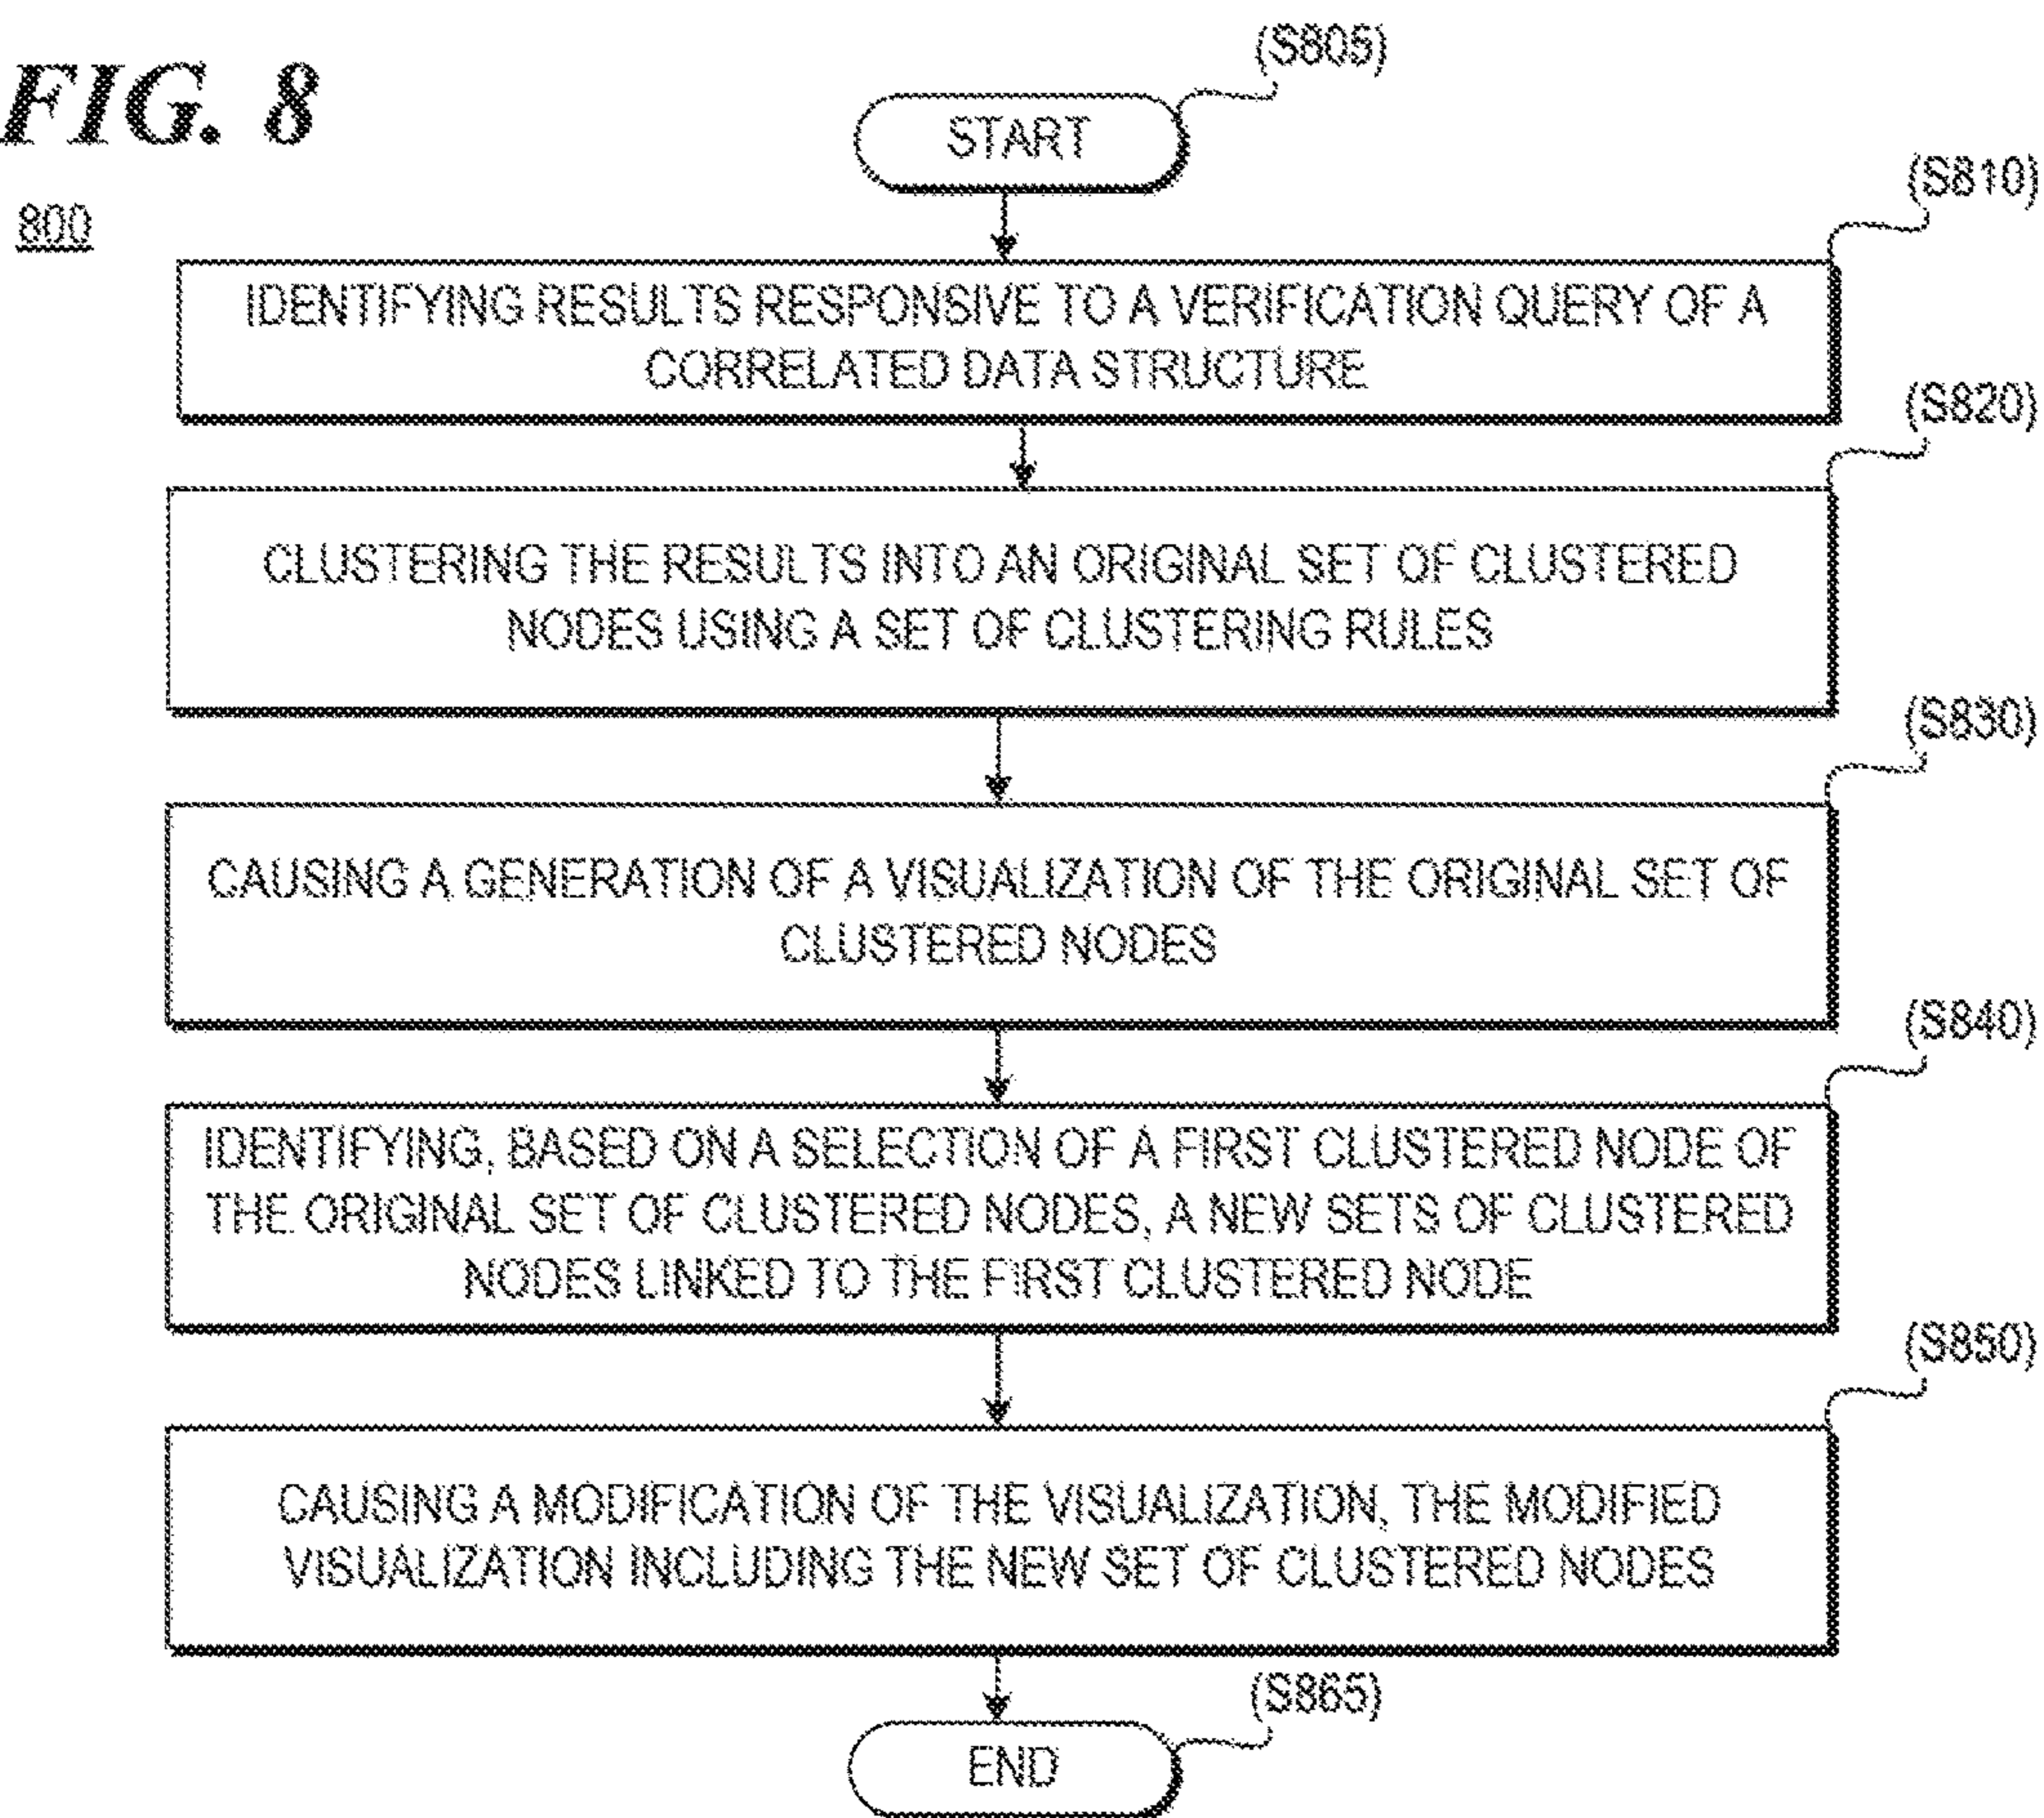 FIG. 8
800
(S805)
START
(S810)
IDENTIFYING RESULTS RESPONSIVE TO A VERIFICATION QUERY OF A
CORRELATED DATA STRUCTURE
(S820)
CLUSTERING THE RESULTS INTO AN ORIGINAL SET OF CLUSTERED
NODES USING A SET OF CLUSTERING RULES
(S830)
CAUSING A GENERATION OF A VISUALIZATION OF THE ORIGINAL SET OF
CLUSTERED NODES
(S840)
IDENTIFYING, BASED ON A SELECTION OF A FIRST CLUSTERED NODE OF
THE ORIGINAL SET OF CLUSTERED NODES, A NEW SETS OF CLUSTERED
NODES LINKED TO THE FIRST CLUSTERED NODE
(S850)
CAUSING A MODIFICATION OF THE VISUALIZATION, THE MODIFIED
VISUALIZATION INCLUDING THE NEW SET OF CLUSTERED NODES
(S865)
END